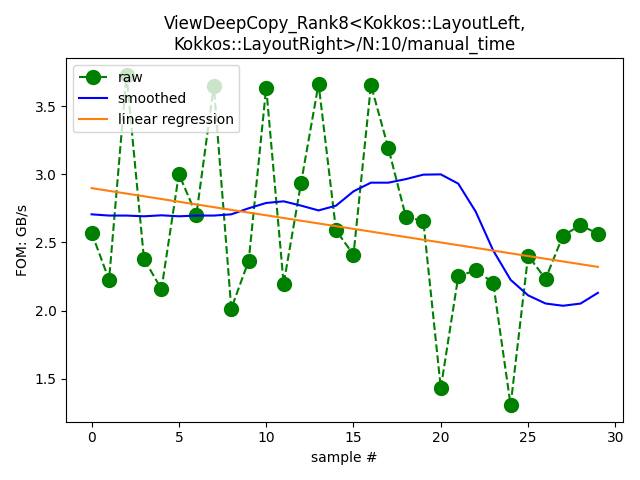 ViewDeepCopy_Rank8<Kokkos::LayoutLeft,
Kokkos::LayoutRight>/N:10/manual_time
raw
smoothed
linear regression
FOM: GB/s
3.5
3.0
2.5
2.0
1.5
0 5 10 15 20 25 30
sample #